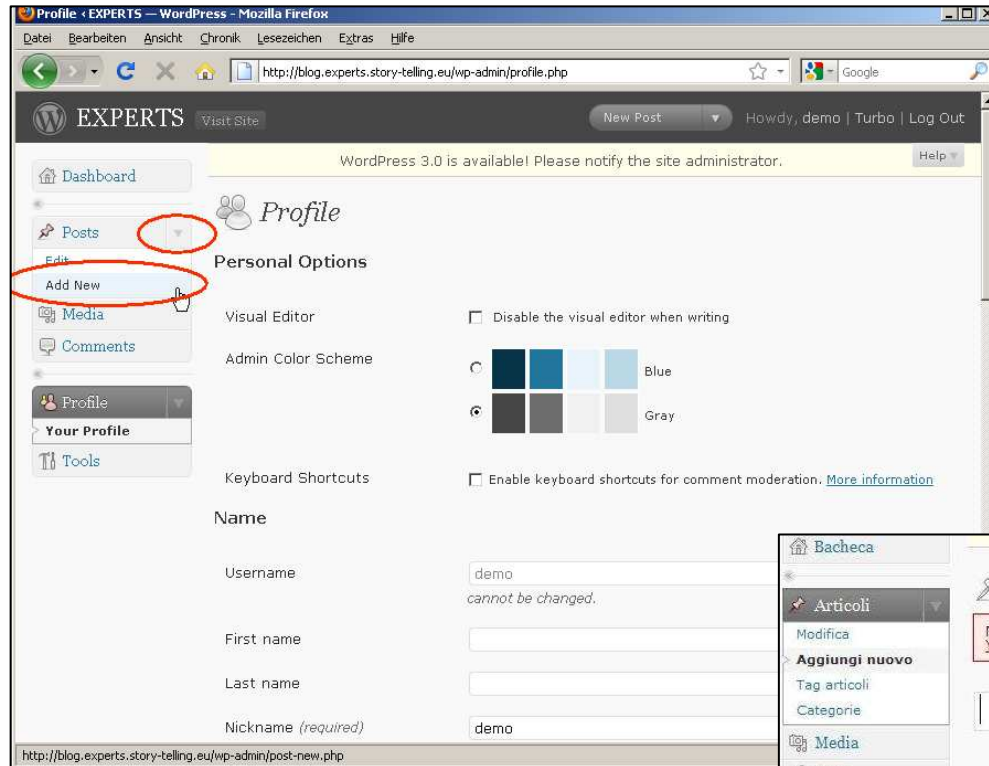 Profile ‹ EXPERTS — WordPress - Mozilla Firefox
Datei Bearbeiten Ansicht Chronik Lesezeichen Extras Hilfe
http://blog.experts.story-telling.eu/wp-admin/profile.php
Google
EXPERTS Visit Site New Post Howdy, demo | Turbo | Log Out
WordPress 3.0 is available! Please notify the site administrator. Help
Dashboard
Posts
Edit
Add New
Media
Comments
Profile
Your Profile
Tools
Profile
Personal Options
Visual Editor Disable the visual editor when writing
Admin Color Scheme
Blue
Gray
Keyboard Shortcuts Enable keyboard shortcuts for comment moderation. More information
Name
Username demo
cannot be changed.
First name
Last name
Nickname (required) demo
http://blog.experts.story-telling.eu/wp-admin/post-new.php
Bacheca
Articoli
Modifica
Aggiungi nuovo
Tag articoli
Categorie
Media